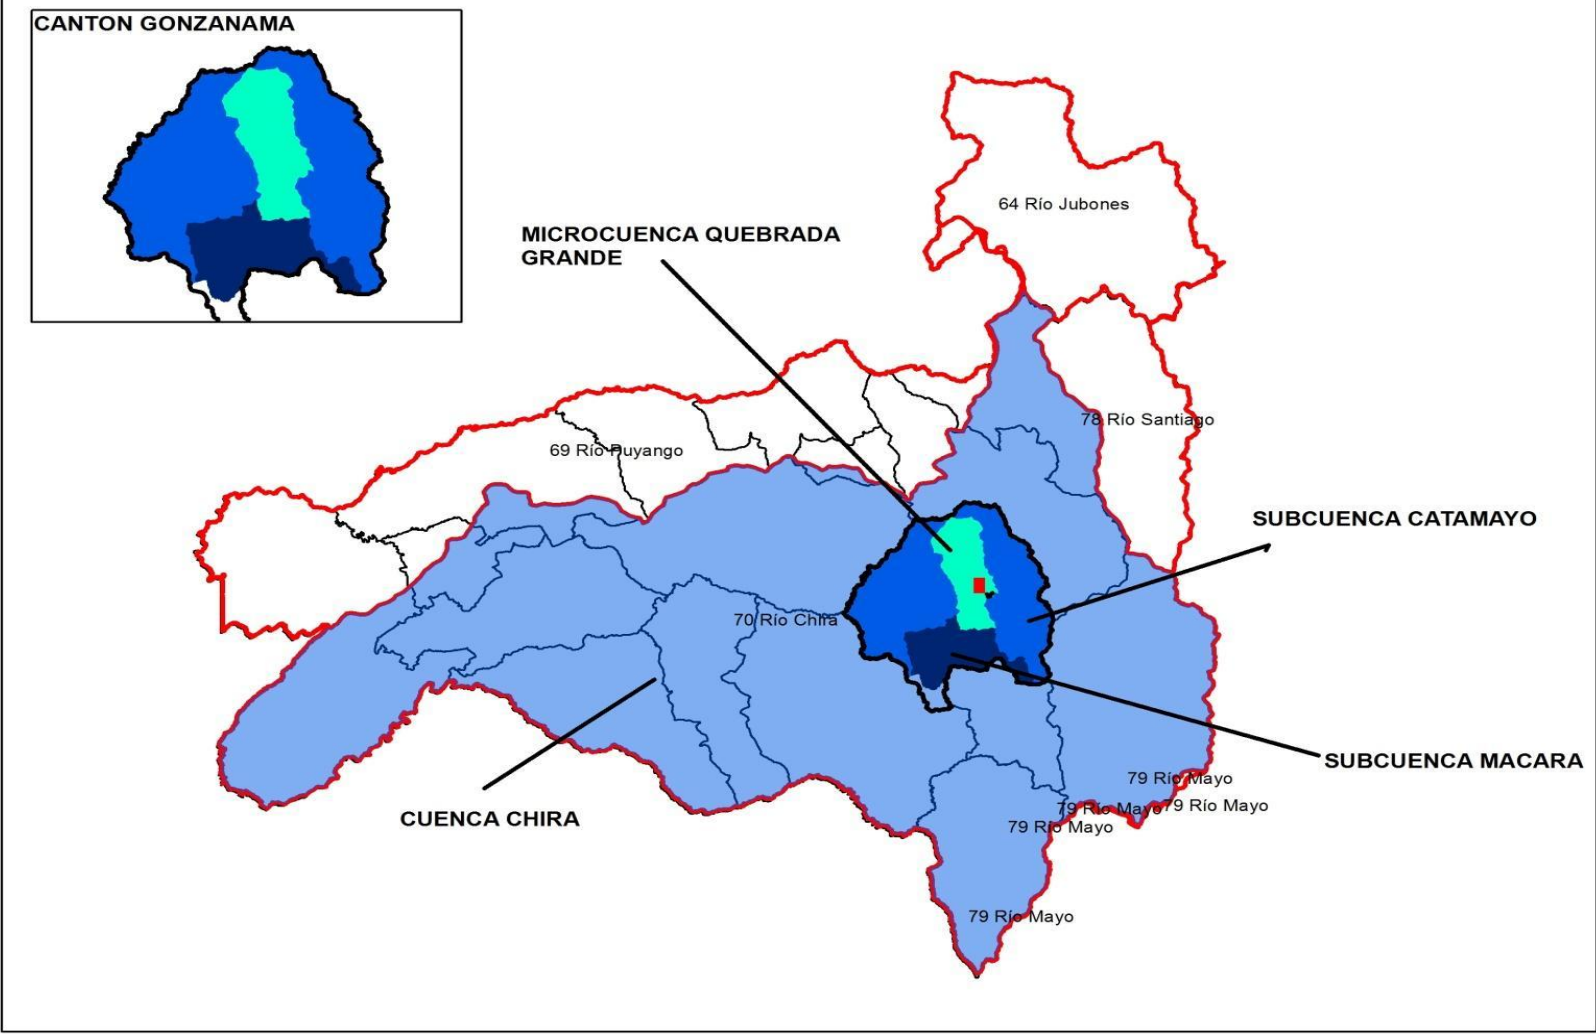 CANTON GONZANAMA
64 Río Jubones
MICROCUENCA QUEBRADA
GRANDE
78 Río Santiago
69 Río Puyango
SUBCUENCA CATAMAYO
70 Río Chira
SUBCUENCA MACARA
79 Río Mayo
79 Río Mayo
79 Río Mayo
CUENCA CHIRA
79 Río Mayo
79 Río Mayo